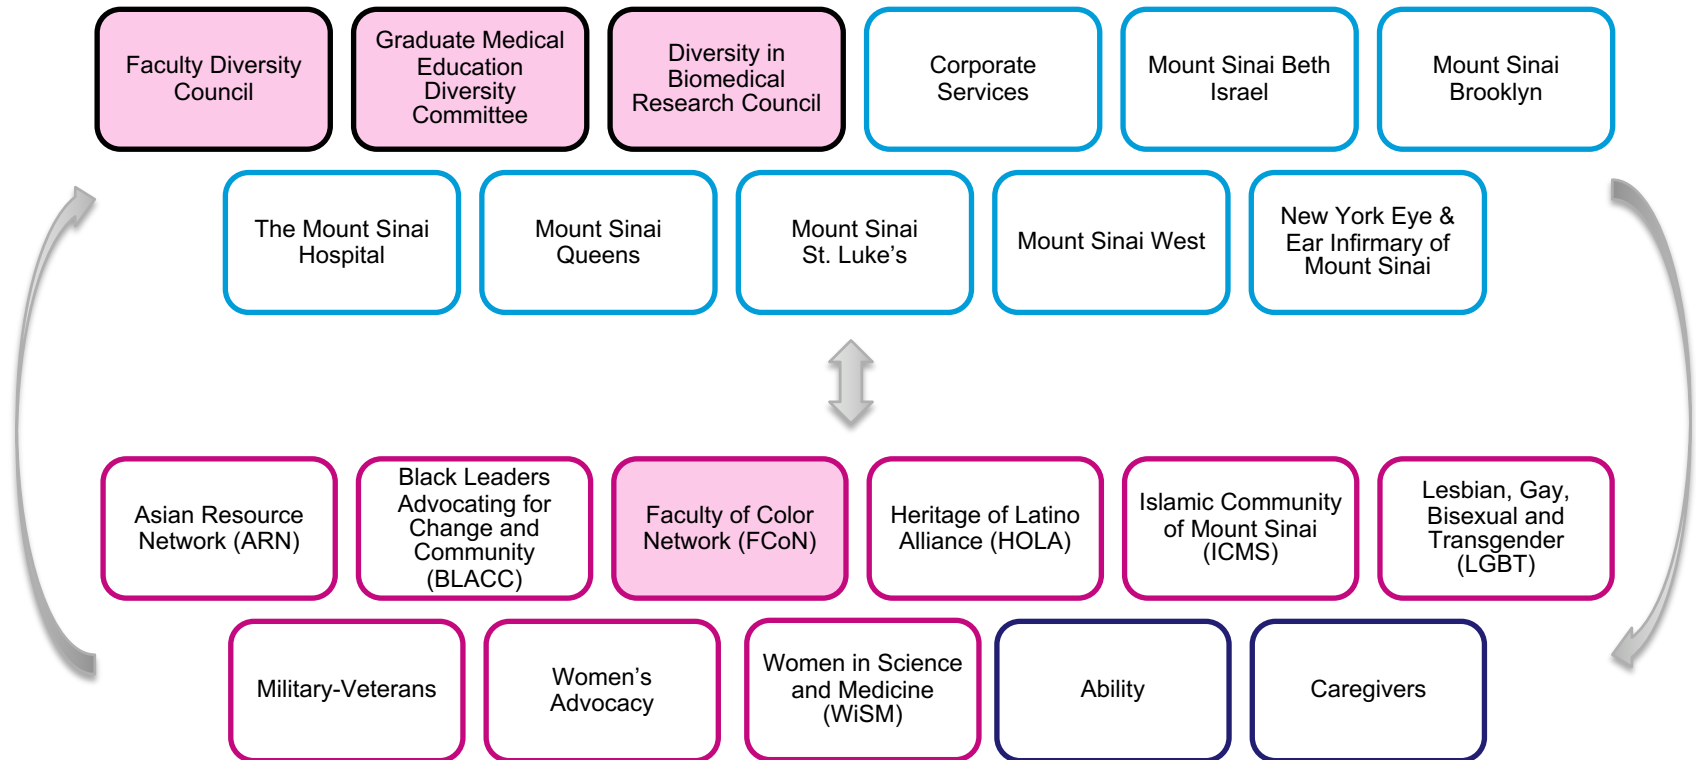 Faculty Diversity
Council
Graduate Medical
Education
Diversity
Committee
Diversity in
Biomedical
Research Council
Corporate
Services
Mount Sinai Beth
Israel
Mount Sinai
Brooklyn
The Mount Sinai
Hospital
Mount Sinai
Queens
Mount Sinai
St. Luke’s
Mount Sinai West
New York Eye &
Ear Infirmary of
Mount Sinai
Asian Resource
Network (ARN)
Black Leaders
Advocating for
Change and
Community
(BLACC)
Faculty of Color
Network (FCoN)
Heritage of Latino
Alliance (HOLA)
Islamic Community
of Mount Sinai
(ICMS)
Lesbian, Gay,
Bisexual and
Transgender
(LGBT)
Military-Veterans
Women’s
Advocacy
Women in Science
and Medicine
(WiSM)
Ability
Caregivers